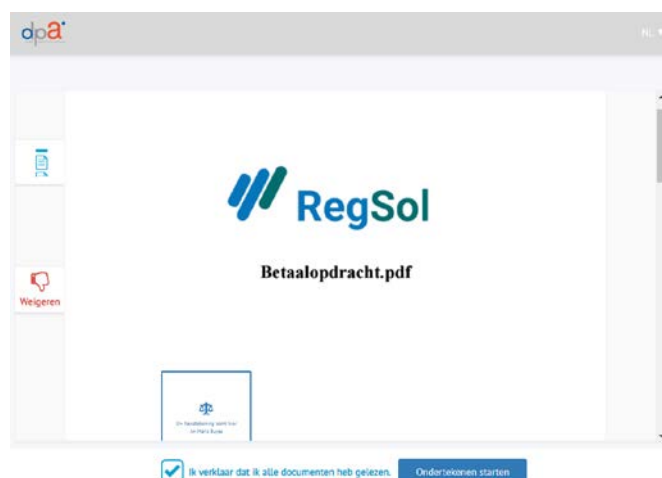 dpa
NL
RegSol
Betaalopdracht.pdf
Weigeren
Ik verklaar dat ik alle documenten heb gelezen.
Ondertekenen starten